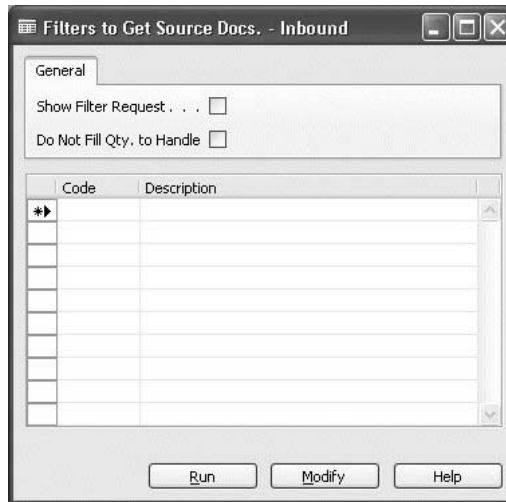 Filters to Get Source Docs. - Inbound
General
Show Filter Request . . .
Do Not Fill Qty. to Handle
Code Description
Run Modify Help